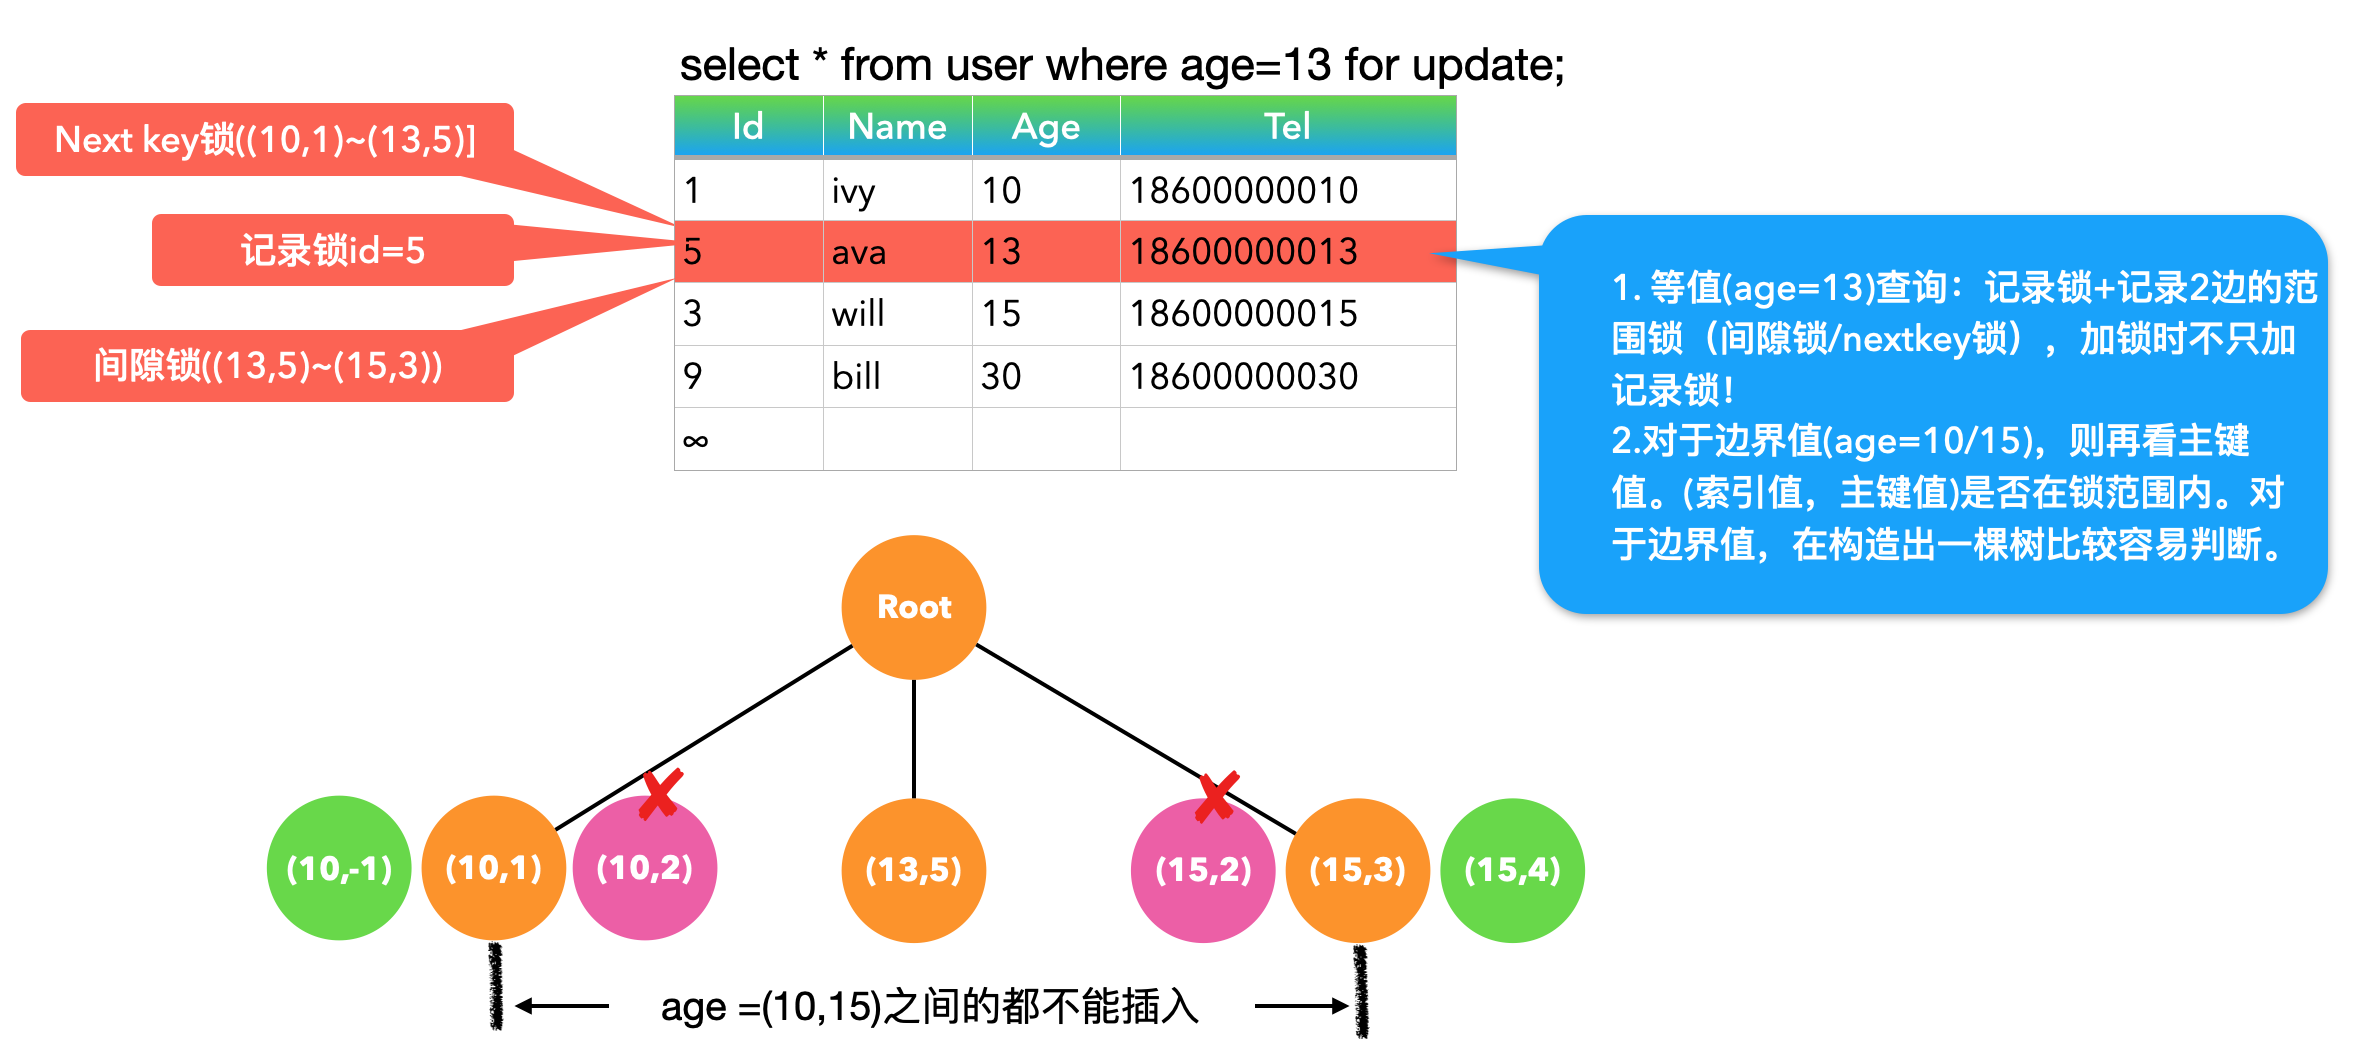 select * from user where age=13 for update;
Next key锁((10,1)~(13,5)]
记录锁id=5
间隙锁((13,5)~(15,3))
Id Name Age Tel
1 ivy 10 18600000010
5 ava 13 18600000013
3 will 15 18600000015
9 bill 30 18600000030
∞
1. 等值(age=13)查询：记录锁+记录2边的范
围锁（间隙锁/nextkey锁），加锁时不只加
记录锁！
2.对于边界值(age=10/15)，则再看主键
值。(索引值，主键值)是否在锁范围内。对
于边界值，在构造出一棵树比较容易判断。
Root
(10,-1) (10,1) (10,2) (13,5) (15,2) (15,3) (15,4)
age =(10,15)之间的都不能插入